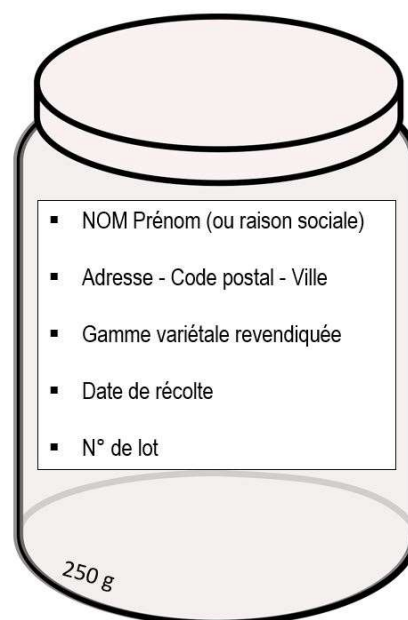 ▪ NOM Prénom (ou raison sociale)
▪ Adresse - Code postal - Ville
▪ Gamme variétale revendiquée
▪ Date de récolte
▪ N° de lot
250 g